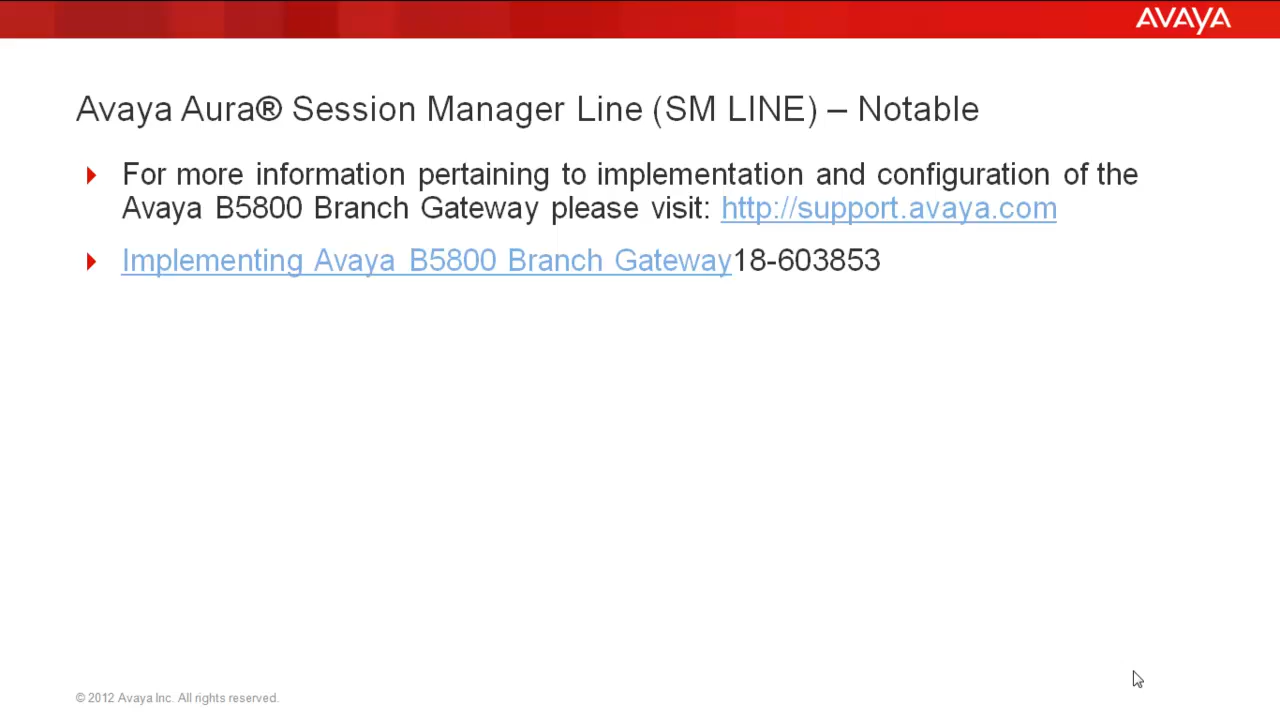 AVAYA
Avaya Aura® Session Manager Line (SM LINE) – Notable
For more information pertaining to implementation and configuration of the
Avaya B5800 Branch Gateway please visit: http://support.avaya.com
Implementing Avaya B5800 Branch Gateway18-603853
© 2012 Avaya Inc. All rights reserved.